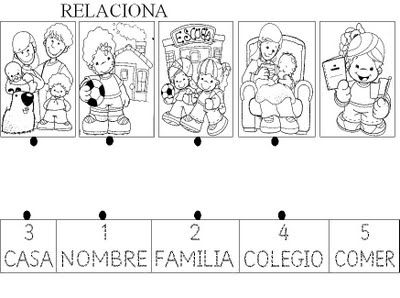 RELACIONA
ESCUELA
3 1 2 4 5
CASA NOMBRE FAMILIA COLEGIO COMER